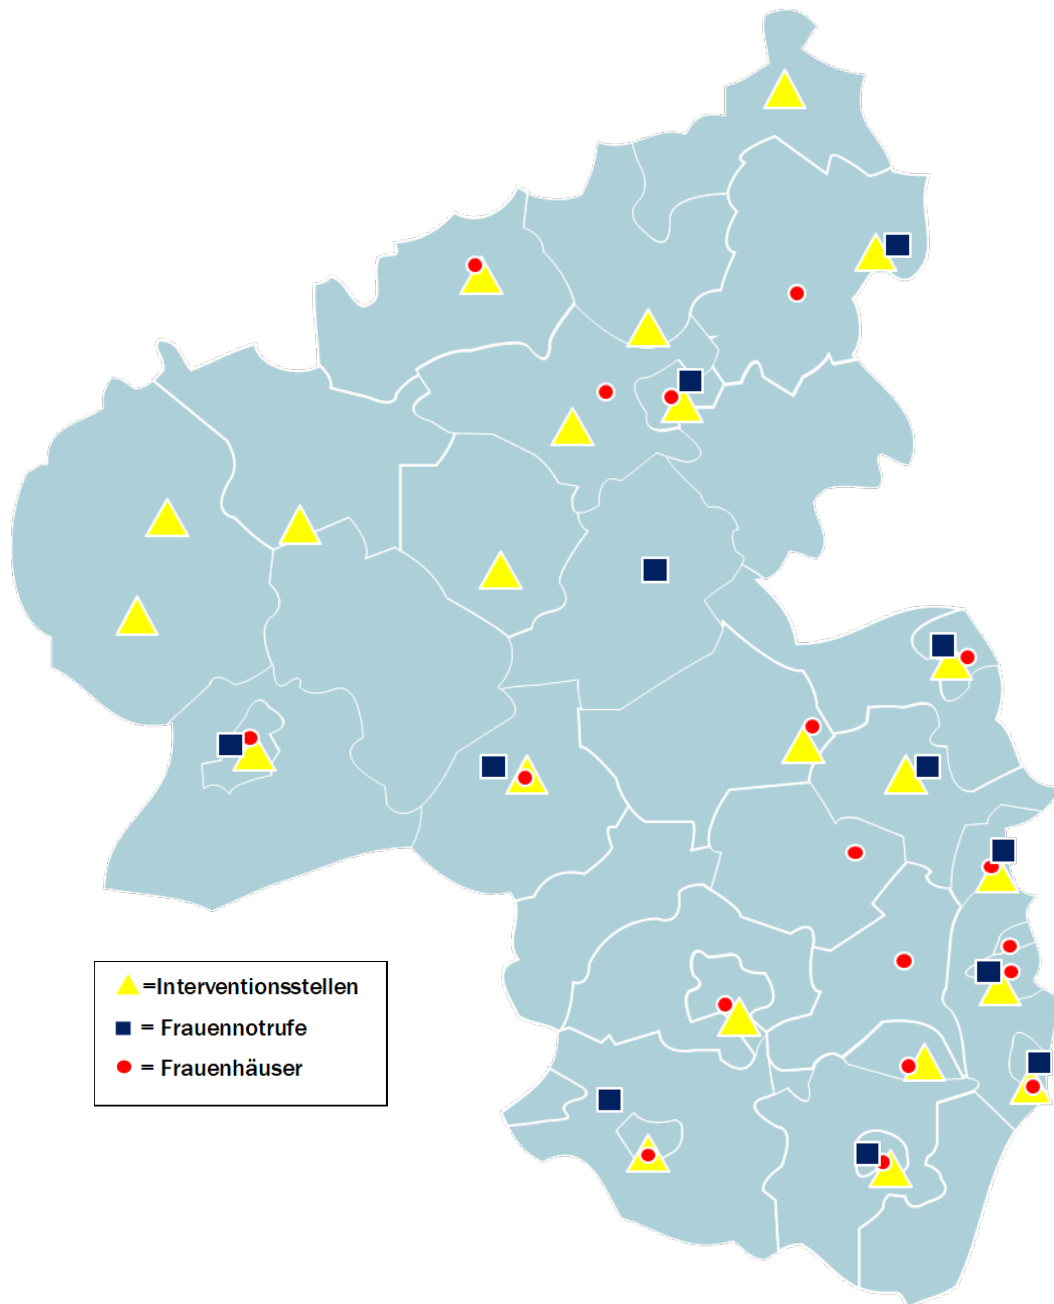 =Interventionsstellen
= Frauennotrufe
= Frauenhäuser